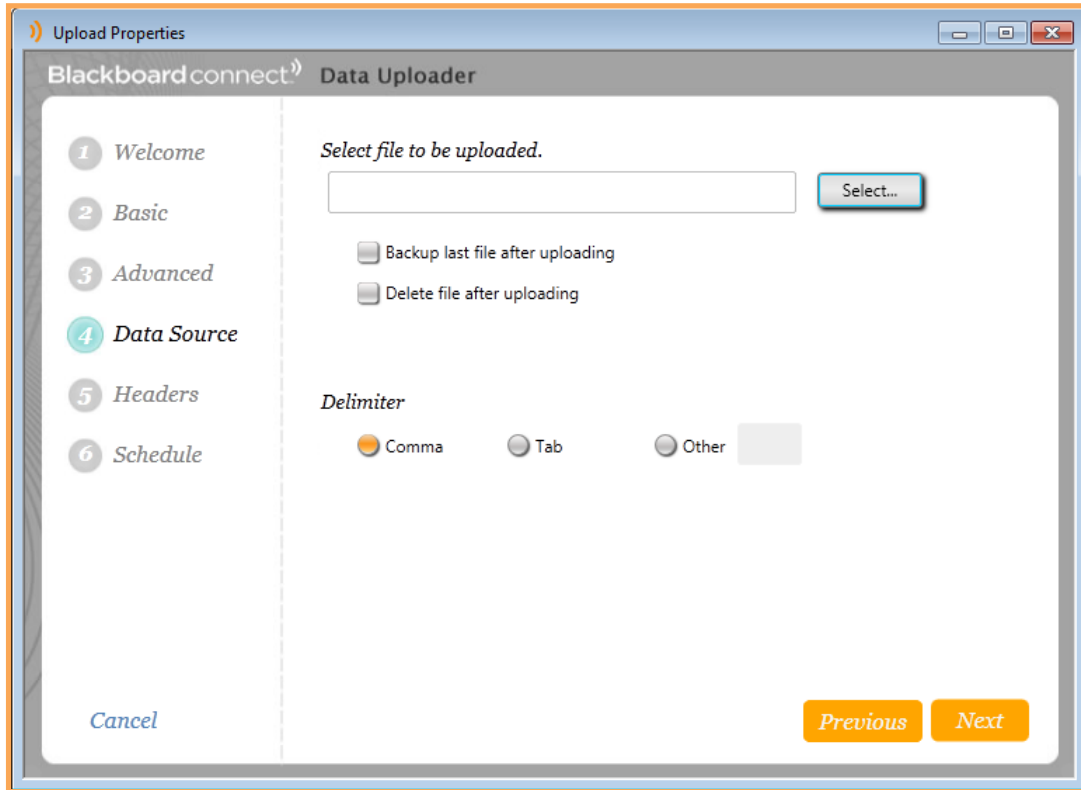 Upload Properties
Blackboard connect Data Uploader
1 Welcome
2 Basic
3 Advanced
4 Data Source
5 Headers
6 Schedule
Cancel
Select file to be uploaded.
Select...
Backup last file after uploading
Delete file after uploading
Delimiter
Comma Tab Other
Previous Next